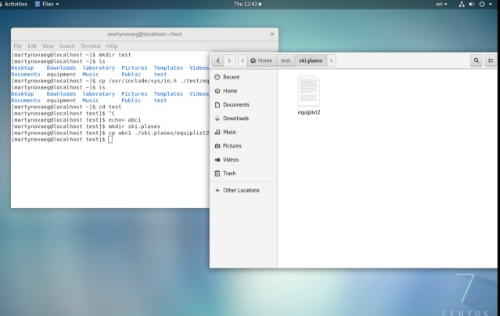 Activities Files Thu 12:42 en
martynovaeg@localhost:~/test
File Edit View Search Terminal Help
[martynovaeg@localhost ~]$ mkdir test
[martynovaeg@localhost ~]$ ls
Desktop Downloads laboratory Pictures Templates Videos
Documents equipment Music Public test
[martynovaeg@localhost ~]$ cp /usr/include/sys/io.h ./test/equ
[martynovaeg@localhost ~]$ ls
Desktop Downloads laboratory Pictures Templates Videos
Documents equipment Music Public test
[martynovaeg@localhost ~]$ cd test
[martynovaeg@localhost test]$ ^C
[martynovaeg@localhost test]$ echo> abc1
[martynovaeg@localhost test]$ mkdir ski.plases
[martynovaeg@localhost test]$ cp abc1 ./ski.plases/equiplist2
[martynovaeg@localhost test]$
Home test ski.plases
Recent
Home
Documents
Downloads
Music
Pictures
Videos
Trash
+ Other Locations
equiplist2
7
CENTOS